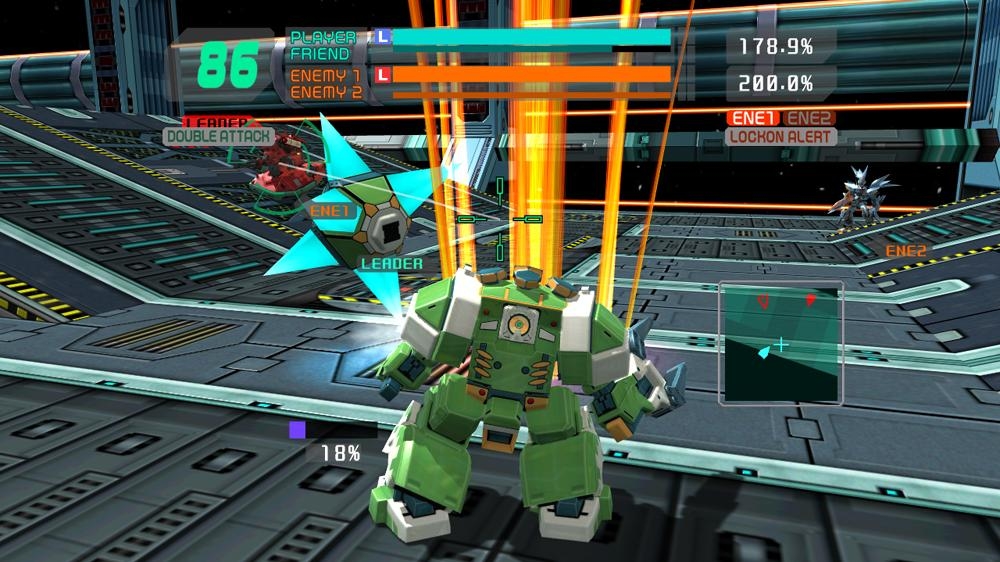 86
PLAYER L
FRIEND
ENEMY 1 L
ENEMY 2
178.9%
200.0%
LEADER
DOUBLE ATTACK
ENE1 ENE2
LOCKON ALERT
ENE1
LEADER
ENE2
18%